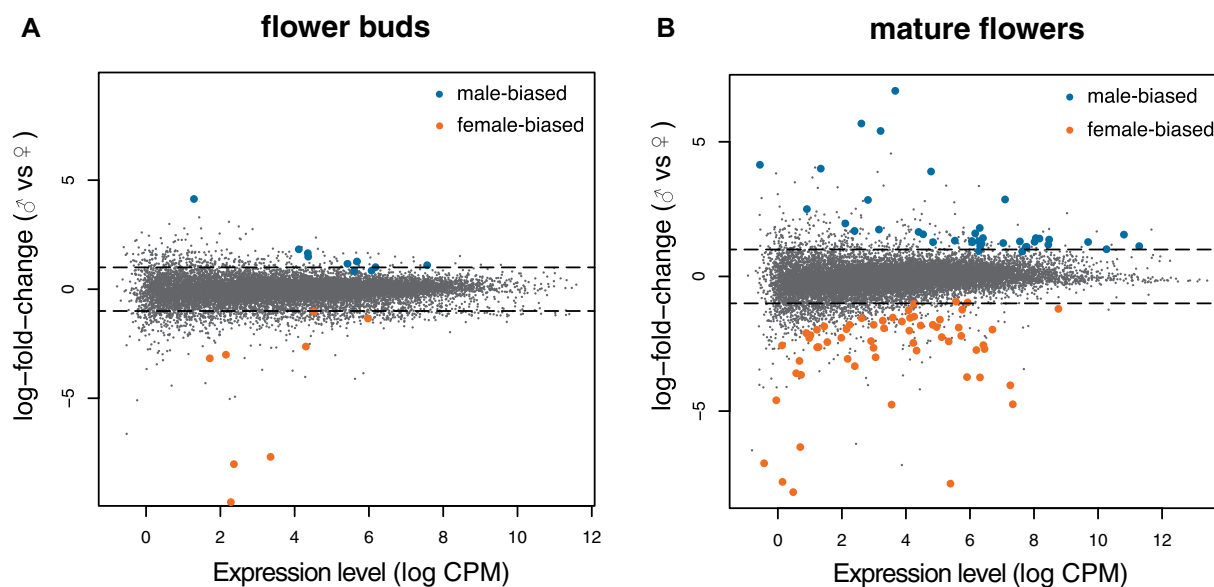 A
flower buds
male-biased
female-biased
log-fold-change (♂ vs ♀ )
5
0
-5
0
2
4
6
8
10
12
Expression level (log CPM)
B
mature flowers
male-biased
female-biased
log-fold-change (♂ vs ♀ )
5
0
-5
0
2
4
6
8
10
12
Expression level (log CPM)